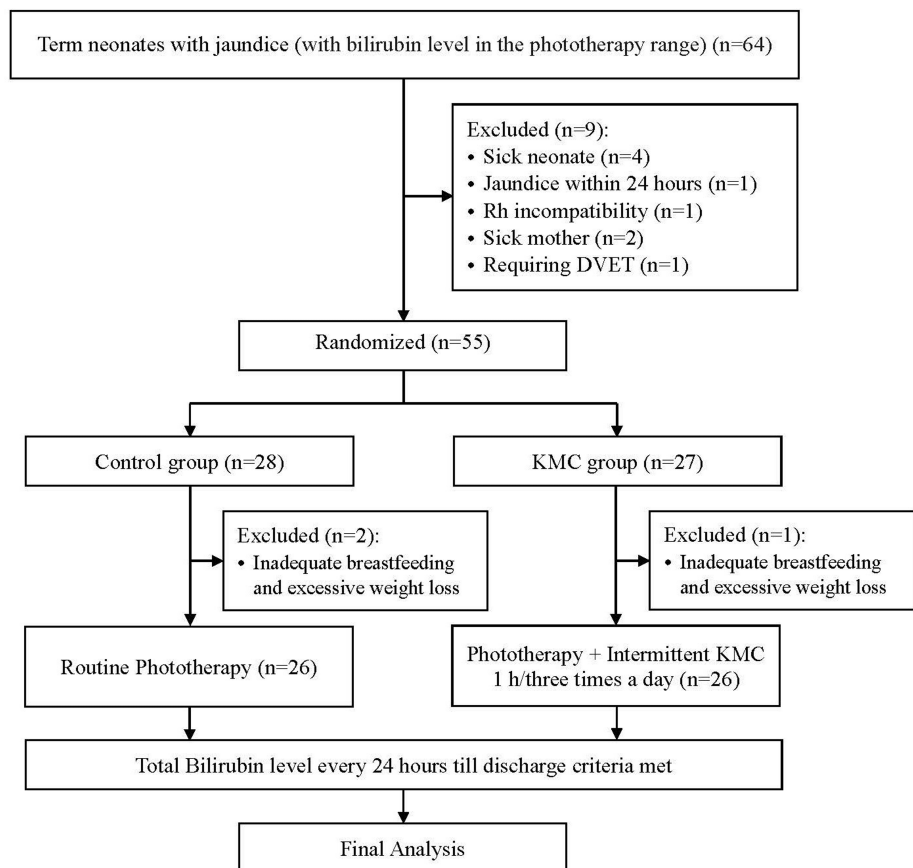 Term neonates with jaundice (with bilirubin level in the phototherapy range) (n=64)
Excluded (n=9):
• Sick neonate (n=4)
• Jaundice within 24 hours (n=1)
• Rh incompatibility (n=1)
• Sick mother (n=2)
• Requiring DVET (n=1)
Randomized (n=55)
Control group (n=28)
KMC group (n=27)
Excluded (n=2):
• Inadequate breastfeeding
and excessive weight loss
Excluded (n=1):
• Inadequate breastfeeding
and excessive weight loss
Routine Phototherapy (n=26)
Phototherapy + Intermittent KMC
1 h/three times a day (n=26)
Total Bilirubin level every 24 hours till discharge criteria met
Final Analysis